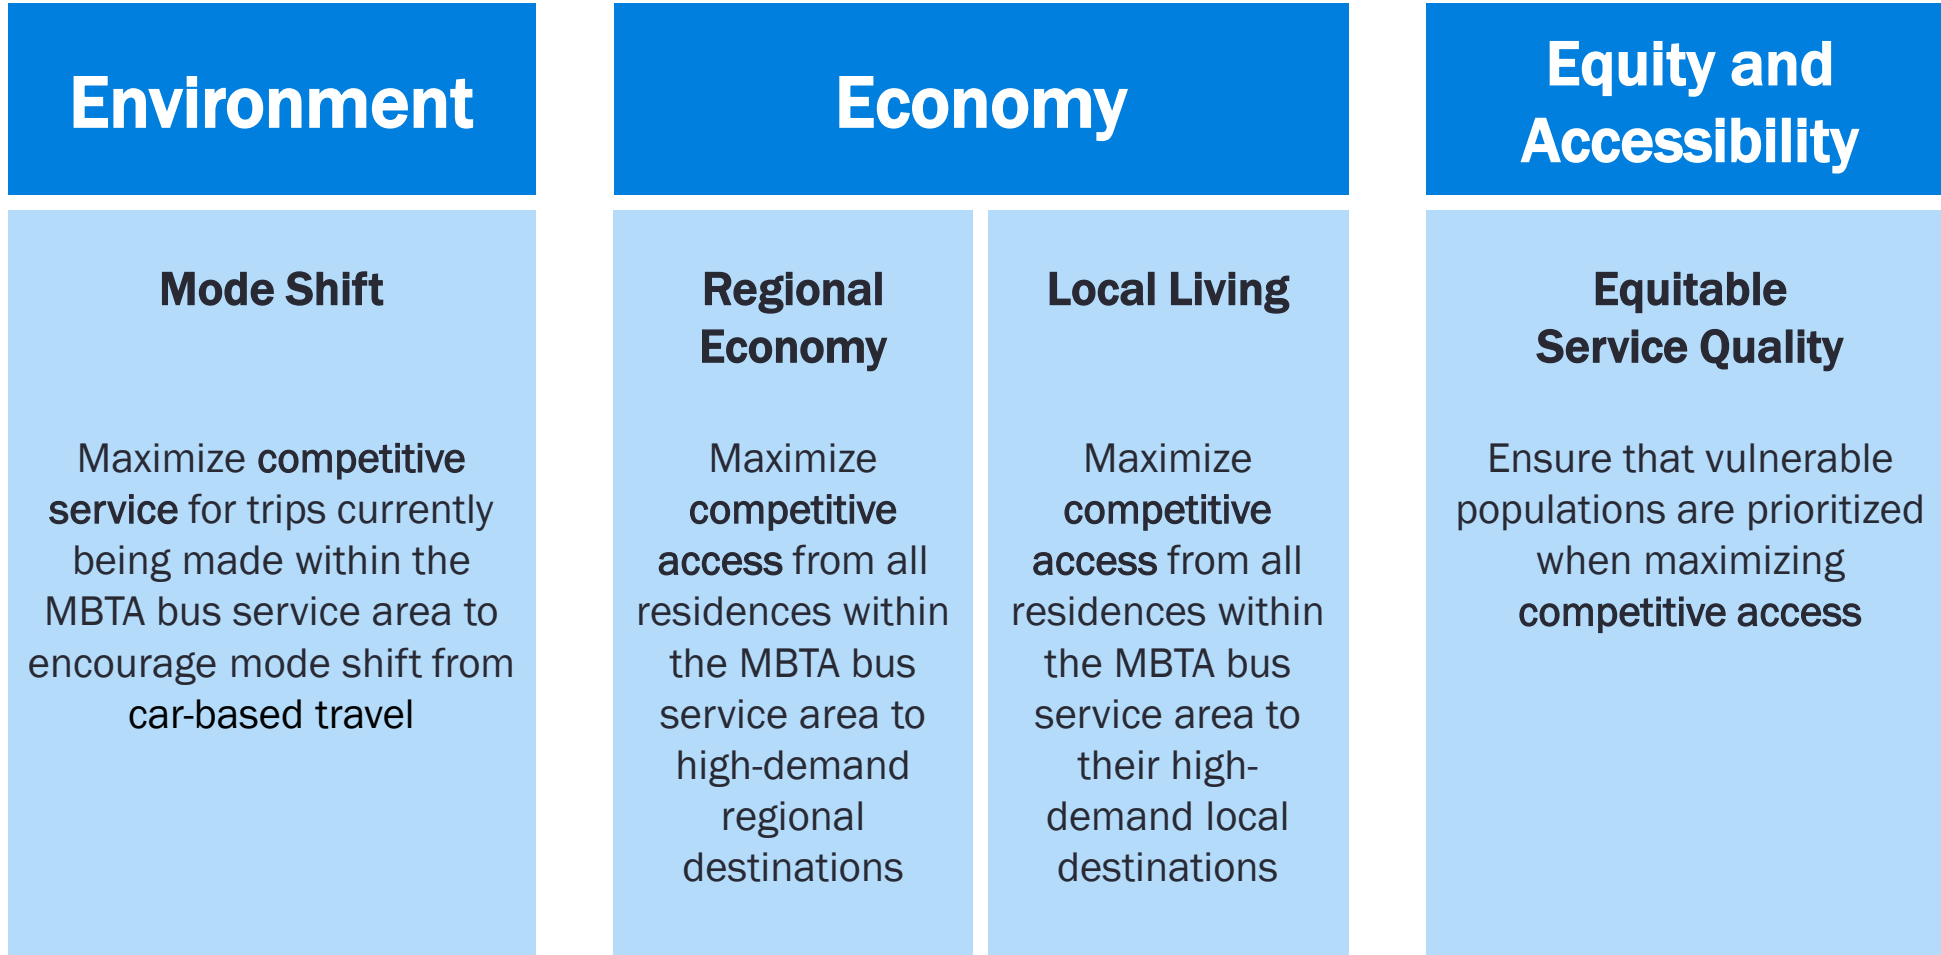 Environment
Mode Shift
Maximize competitive
service for trips currently
being made within the
MBTA bus service area to
encourage mode shift from
car-based travel
Economy
Regional
Economy
Maximize
competitive
access from all
residences within
the MBTA bus
service area to
high-demand
regional
destinations
Local Living
Maximize
competitive
access from all
residences within
the MBTA bus
service area to
their high-
demand local
destinations
Equity and
Accessibility
Equitable
Service Quality
Ensure that vulnerable
populations are prioritized
when maximizing
competitive access